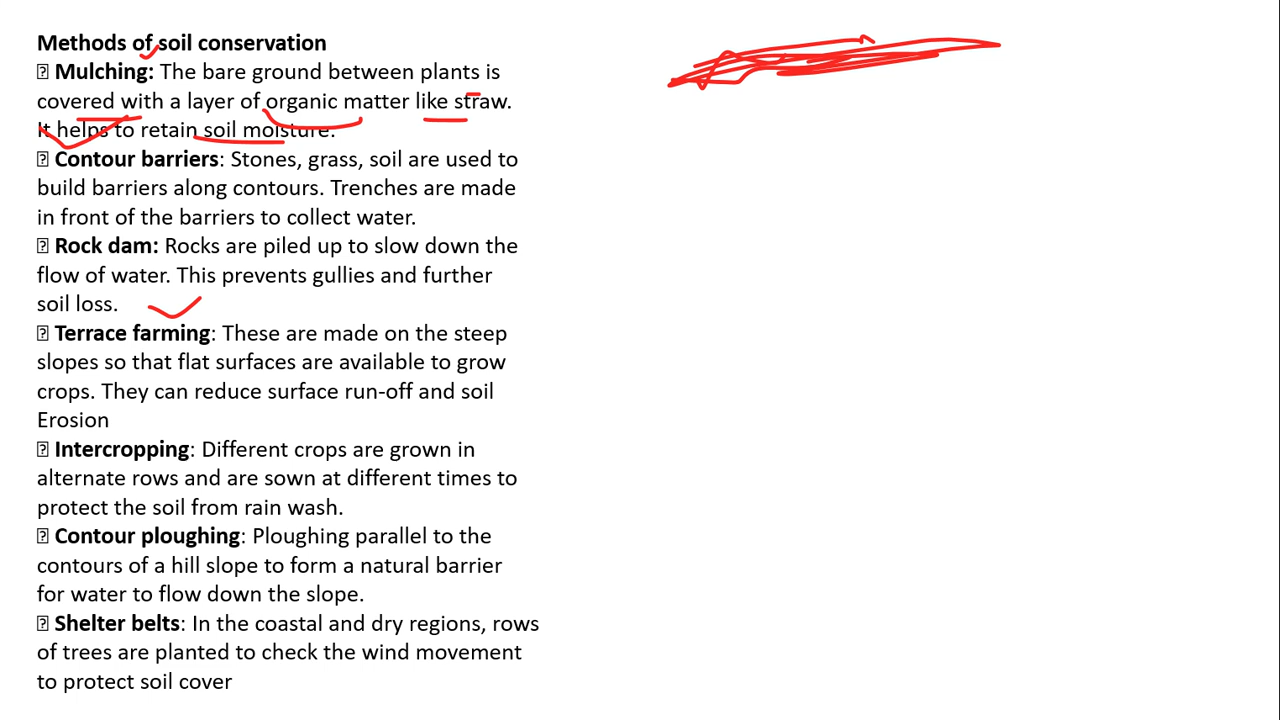 Methods of soil conservation
Mulching: The bare ground between plants is
covered with a layer of organic matter like straw.
It helps to retain soil moisture.
Contour barriers: Stones, grass, soil are used to
build barriers along contours. Trenches are made
in front of the barriers to collect water.
Rock dam: Rocks are piled up to slow down the
flow of water. This prevents gullies and further
soil loss.
Terrace farming: These are made on the steep
slopes so that flat surfaces are available to grow
crops. They can reduce surface run-off and soil
Erosion
Intercropping: Different crops are grown in
alternate rows and are sown at different times to
protect the soil from rain wash.
Contour ploughing: Ploughing parallel to the
contours of a hill slope to form a natural barrier
for water to flow down the slope.
Shelter belts: In the coastal and dry regions, rows
of trees are planted to check the wind movement
to protect soil cover